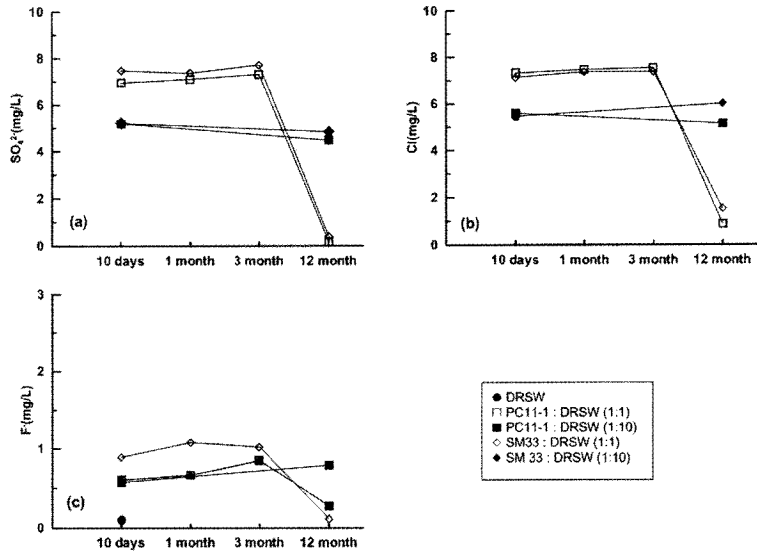 10
8
6
4
2
0
SO₄²⁻(mg/L)
(a)
10 days 1 month 3 month 12 month
10
8
6
4
2
0
Cl(mg/L)
(b)
10 days 1 month 3 month 12 month
3
2
1
0
F⁻(mg/L)
(c)
10 days 1 month 3 month 12 month
DRSW
PC11-1 : DRSW (1:1)
PC11-1 : DRSW (1:10)
SM33 : DRSW (1:1)
SM 33 : DRSW (1:10)